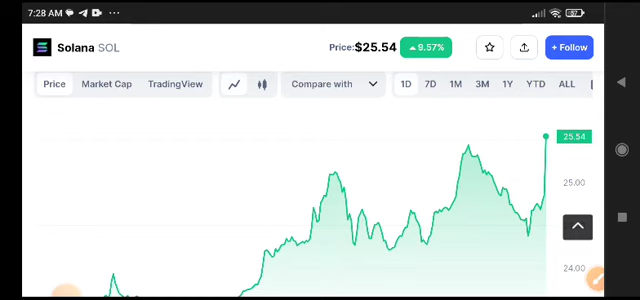 7:28 AM
57
Solana SOL
Price: $25.54 9.57%
+ Follow
Price Market Cap TradingView Compare with 1D 7D 1M 3M 1Y YTD ALL
25.54
25.00
24.00